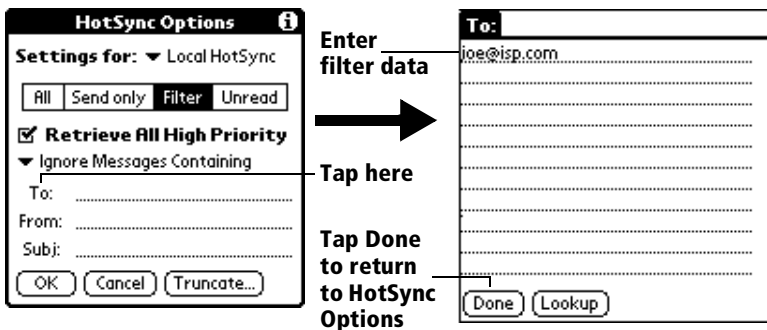 HotSync Options
Settings for: Local HotSync
All Send only Filter Unread
Retrieve All High Priority
Ignore Messages Containing
To:
From:
Subj:
OK Cancel Truncate...
Enter
filter data
Tap here
Tap Done
to return
to HotSync
Options
To:
joe@isp.com
Done Lookup